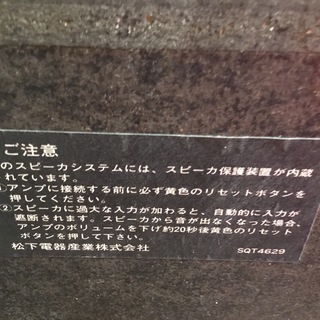 ご注意
のスピーカシステムには、スピーカ保護装置が内蔵
れています。
アンプに接続する前に必ず黄色のリセットボタンを
押してください。
②スピーカに過大な入力が加わると、自動的に入力が
遮断されます。スピーカから音が出なくなった場合、
アンプのボリュームを下げ約20秒後黄色のリセット
ボタンを押して下さい。
松下電器産業株式会社 SQT4629